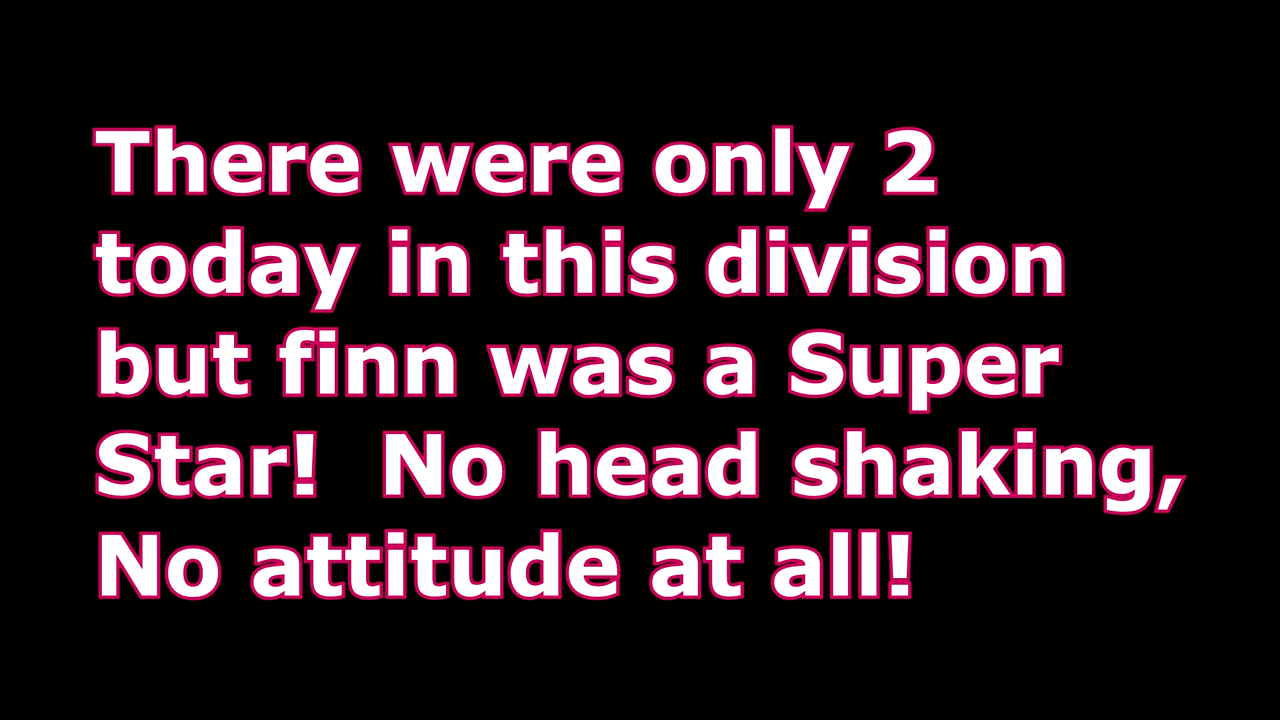 There were only 2
today in this division
but finn was a Super
Star!  No head shaking,
No attitude at all!